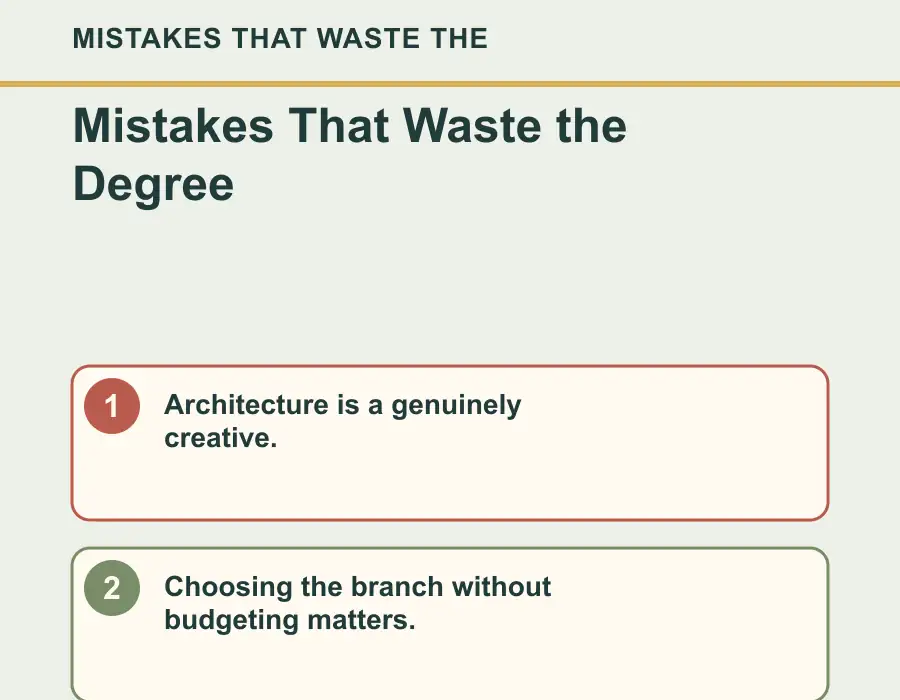 MISTAKES THAT WASTE THE
Mistakes That Waste the
Degree
1
Architecture is a genuinely
creative.
2
Choosing the branch without
budgeting matters.